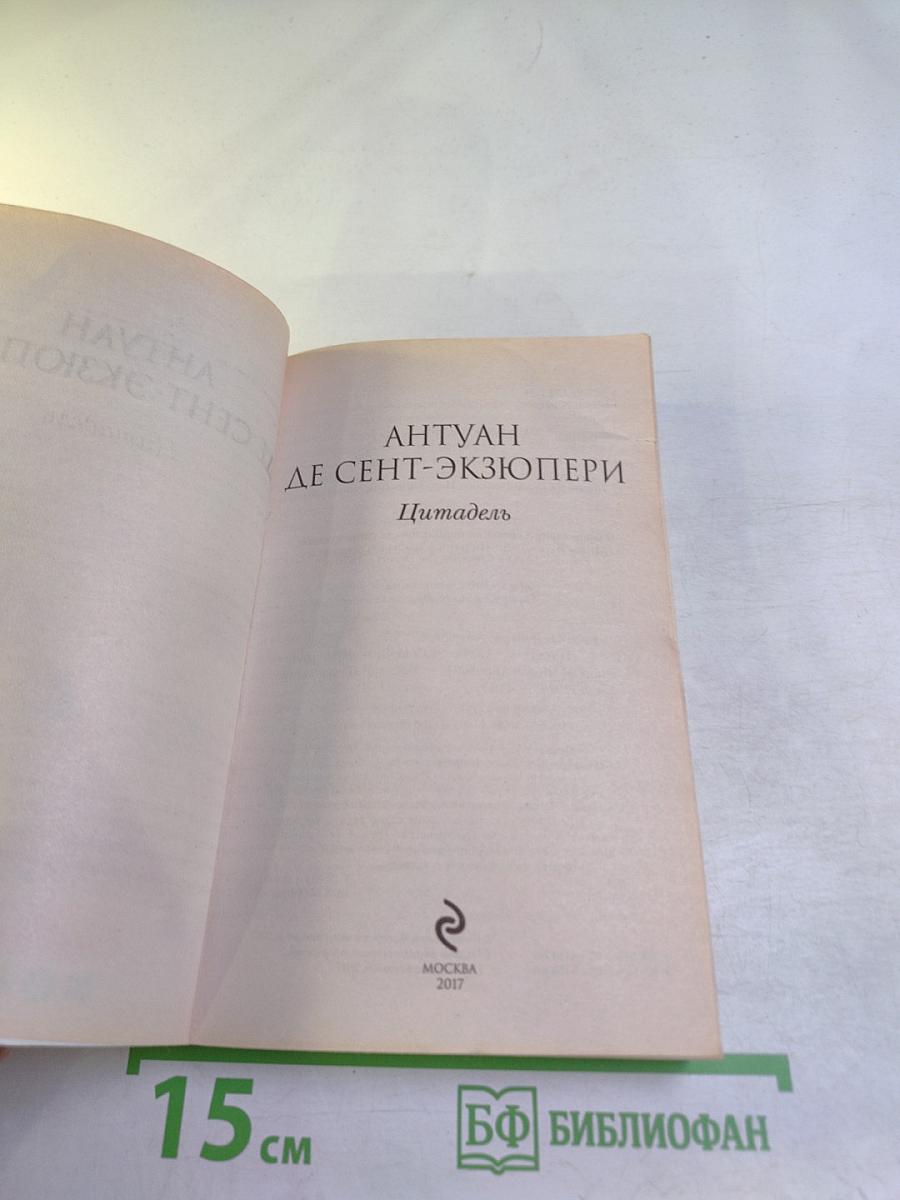 АНТУАН
ДЕ СЕНТ-ЭКЗЮПЕРИ
Цитадель
МОСКВА
2017
15 см
БФ БИБЛИОФАН